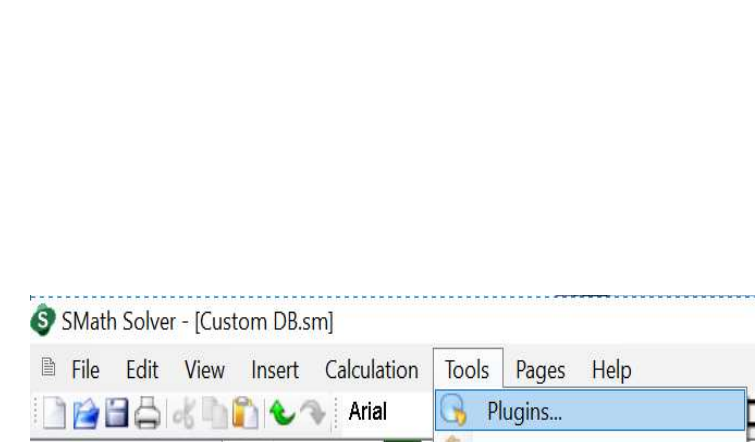 SMath Solver - [Custom DB.sm]
File Edit View Insert Calculation Tools Pages Help
Arial Plugins...